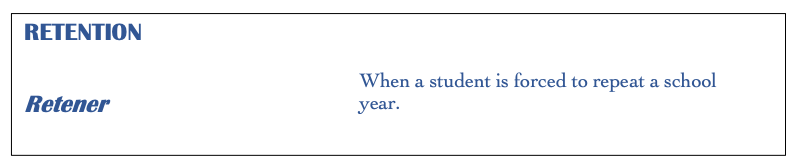 RETENTION
When a student is forced to repeat a school
year.
Retener